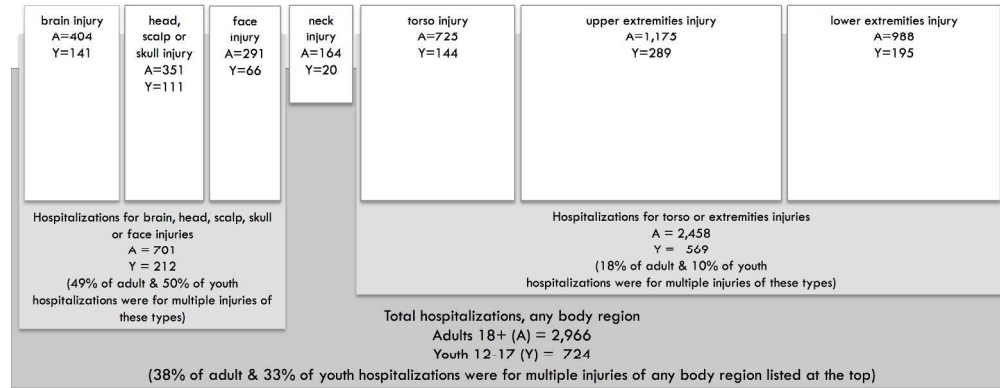 brain injury
A=404
Y=141
head,
scalp or
skull injury
A=351
Y=111
face
injury
A=291
Y=66
neck
injury
A=164
Y=20
torso injury
A=725
Y=144
upper extremities injury
A=1,175
Y=289
lower extremities injury
A=988
Y=195
Hospitalizations for brain, head, scalp, skull
or face injuries
A = 701
Y = 212
(49% of adult & 50% of youth
hospitalizations were for multiple injuries of
these types)
Hospitalizations for torso or extremities injuries
A = 2,458
Y = 569
(18% of adult & 10% of youth
hospitalizations were for multiple injuries of these types)
Total hospitalizations, any body region
Adults 18+ (A) = 2,966
Youth 12-17 (Y) = 724
(38% of adult & 33% of youth hospitalizations were for multiple injuries of any body region listed at the top)